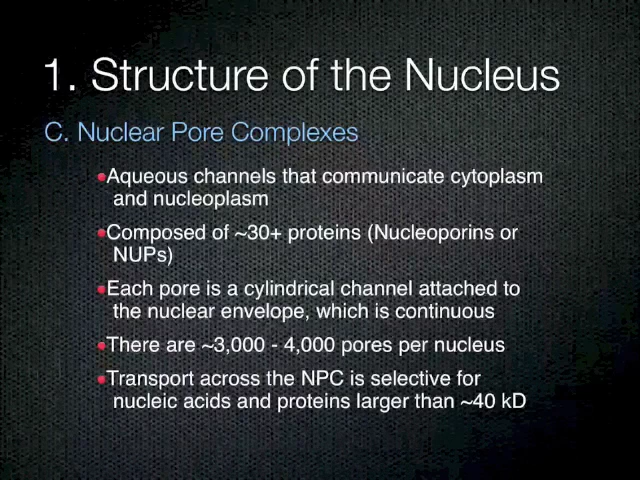 1. Structure of the Nucleus
C. Nuclear Pore Complexes
•Aqueous channels that communicate cytoplasm
and nucleoplasm
•Composed of ~30+ proteins (Nucleoporins or
NUPs)
•Each pore is a cylindrical channel attached to
the nuclear envelope, which is continuous
•There are ~3,000 - 4,000 pores per nucleus
•Transport across the NPC is selective for
nucleic acids and proteins larger than ~40 kD